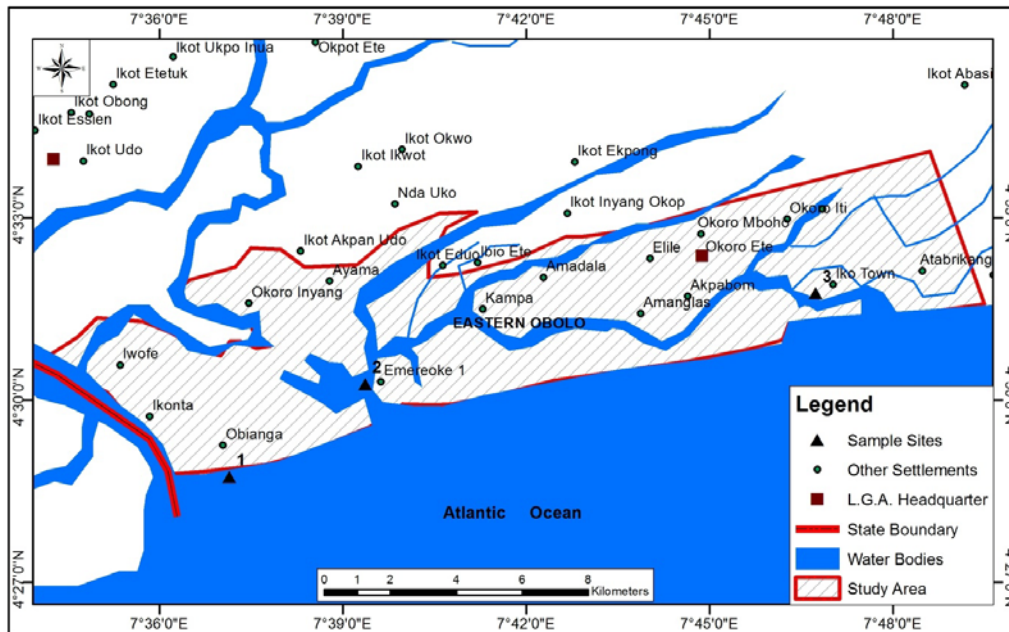 7°36'0"E 7°39'0"E 7°42'0"E 7°45'0"E 7°48'0"E
Okpot Ete
Ikot Ukpo Inua
Ikot Etetuk
Ikot Abasi
Ikot Obong
Ikot Essien
Ikot Udo
Ikot Okwo
Ikot Ikwot
Ikot Ekpong
Nda Uko
Ikot Inyang Okop
4°33'0"N
Okoro Iti
Okoro Mboho
Ikot Akpan Udo
Elile
Okoro Ete
Ikot Eduo
Ibio Ete
Amadala
Atabrikang
Ayama
3
Iko Town
Okoro Inyang
Akpabom
Kampa
Amanglas
EASTERN OBOLO
Iwofe
2
Emereoke 1
4°30'0"N
Ikonta
Obianga
1
Atlantic Ocean
4°27'0"N
0 1 2 4 6 8
Kilometers
Legend
Sample Sites
Other Settlements
L.G.A. Headquarter
State Boundary
Water Bodies
Study Area